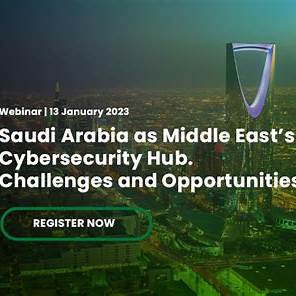 Webinar | 13 January 2023
Saudi Arabia as Middle East's
Cybersecurity Hub.
Challenges and Opportunities
REGISTER NOW